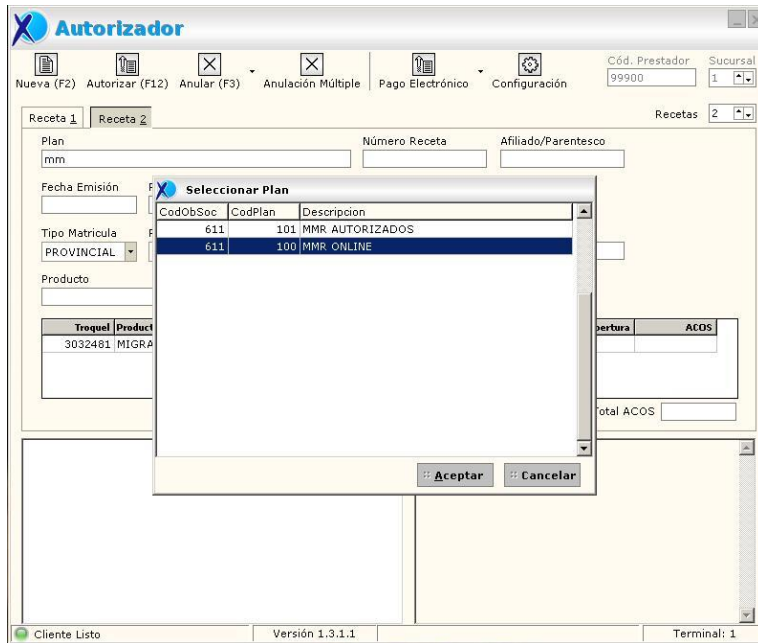 Autorizador
Nueva (F2) Autorizar (F12) Anular (F3) Anulación Múltiple Pago Electrónico Configuración
Cód. Prestador Sucursal
99900 1
Receta 1 Receta 2 Recetas 2
Plan Número Receta Afiliado/Parentesco
mm
Fecha Emisión
Seleccionar Plan
CodObSoc CodPlan Descripcion
611 101 MMR AUTORIZADOS
611 100 MMR ONLINE
Tipo Matricula
PROVINCIAL
Producto
Troquel Product bertura ACOS
3032481 MIGRA
Total ACOS
Aceptar Cancelar
Cliente Listo Versión 1.3.1.1 Terminal: 1